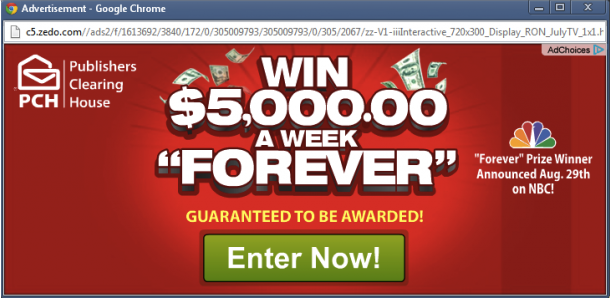 Advertisement - Google Chrome
c5.zedo.com//ads2/f/1613692/3840/172/0/305009793/305009793/0/305/2067/zz-V1-iiiInteractive_720x300_Display_RON_JulyTV_1x1.h
AdChoices
PCH
Publishers
Clearing
House
WIN
$5,000.00
A WEEK
"FOREVER"
"Forever" Prize Winner
Announced Aug. 29th
on NBC!
GUARANTEED TO BE AWARDED!
Enter Now!